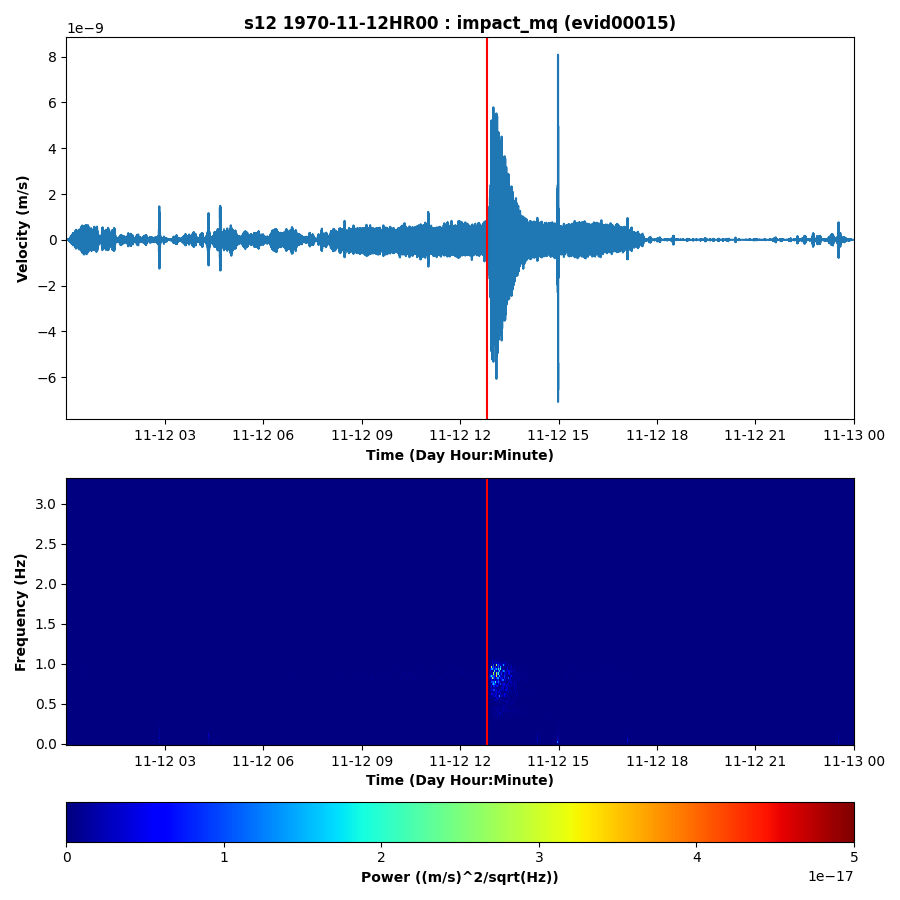 s12 1970-11-12HR00 : impact_mq (evid00015)
1e−9
8
6
4
2
0
−2
−4
−6
Velocity (m/s)
11-12 03 11-12 06 11-12 09 11-12 12 11-12 15 11-12 18 11-12 21 11-13 00
Time (Day Hour:Minute)
3.0
2.5
2.0
1.5
1.0
0.5
0.0
Frequency (Hz)
11-12 03 11-12 06 11-12 09 11-12 12 11-12 15 11-12 18 11-12 21 11-13 00
Time (Day Hour:Minute)
0 1 2 3 4 5
Power ((m/s)^2/sqrt(Hz))
1e−17